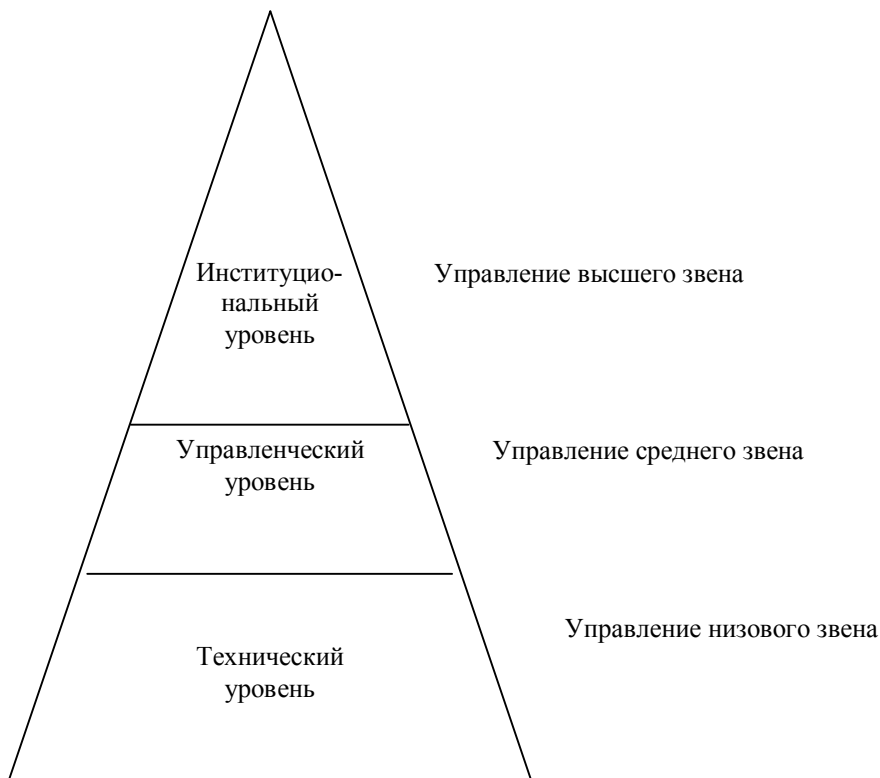 Институцио-
нальный
уровень
Управление высшего звена
Управленческий
уровень
Управление среднего звена
Технический
уровень
Управление низового звена